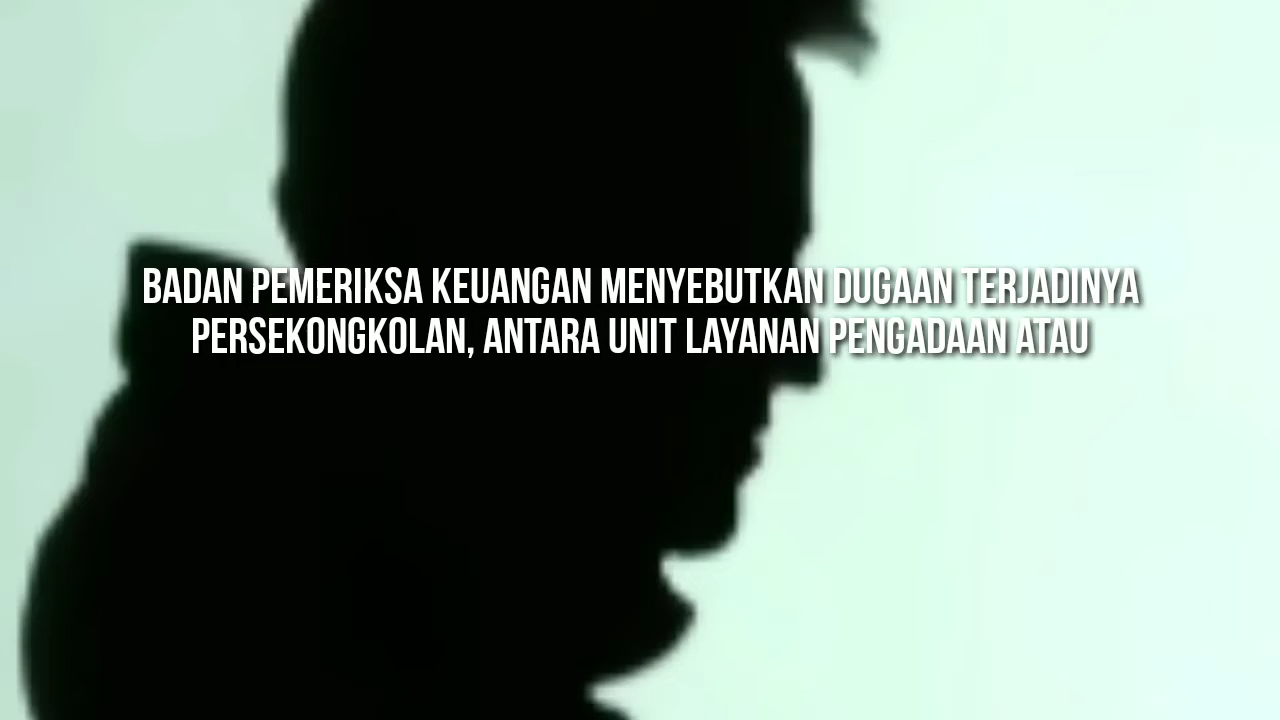 BADAN PEMERIKSA KEUANGAN MENYEBUTKAN DUGAAN TERJADINYA
PERSEKONGKOLAN, ANTARA UNIT LAYANAN PENGADAAN ATAU